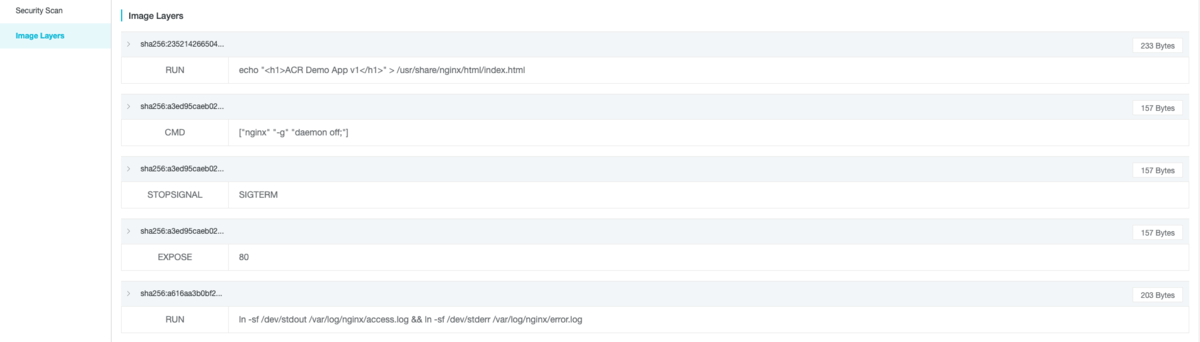 Security Scan
Image Layers
Image Layers
sha256:235214266504...
233 Bytes
RUN
echo "<h1>ACR Demo App v1</h1>" > /usr/share/nginx/html/index.html
sha256:a3ed95caeb02...
157 Bytes
CMD
["nginx" "-g" "daemon off;"]
sha256:a3ed95caeb02...
157 Bytes
STOPSIGNAL
SIGTERM
sha256:a3ed95caeb02...
157 Bytes
EXPOSE
80
sha256:a616aa3b0bf2...
203 Bytes
RUN
ln -sf /dev/stdout /var/log/nginx/access.log && ln -sf /dev/stderr /var/log/nginx/error.log